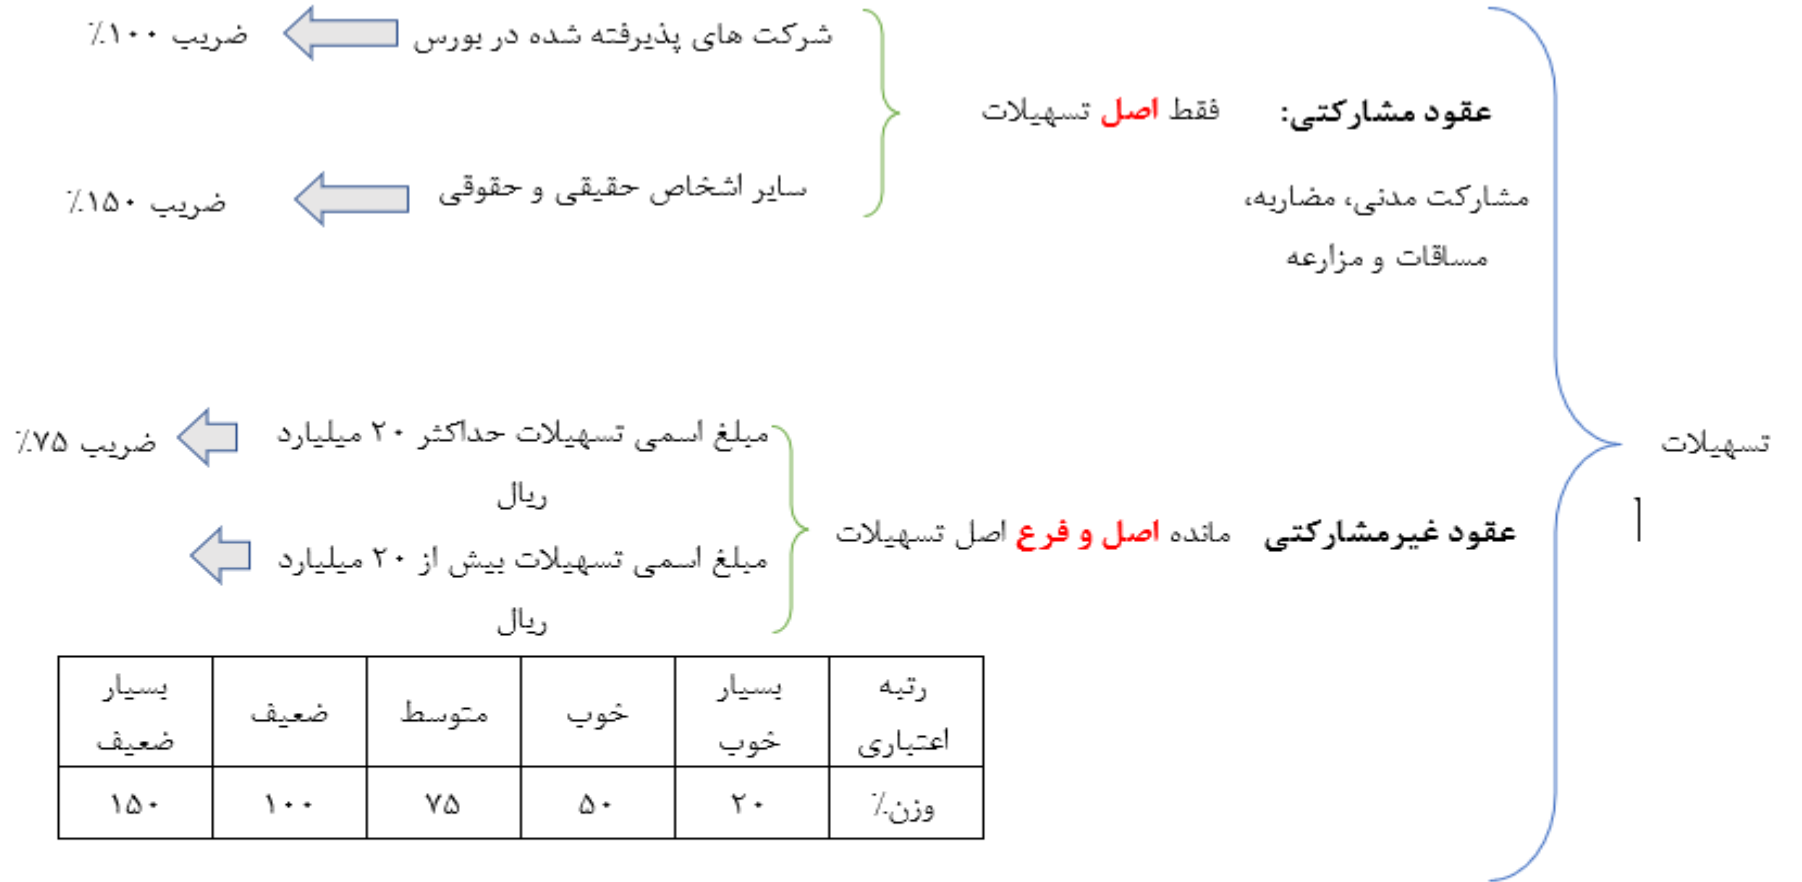 تسهیلات
عقود مشارکتی: فقط اصل تسهیلات
مشارکت مدنی، مضاربه،
مساقات و مزارعه
شرکت های پذیرفته شده در بورس
ضریب ۱۰۰٪
سایر اشخاص حقیقی و حقوقی
ضریب ۱۵۰٪
عقود غیرمشارکتی مانده اصل و فرع اصل تسهیلات
مبلغ اسمی تسهیلات حداکثر ۲۰ میلیارد
ریال
ضریب ۷۵٪
مبلغ اسمی تسهیلات بیش از ۲۰ میلیارد
ریال
رتبه اعتباری بسیار خوب خوب متوسط ضعیف بسیار ضعیف
وزن٪ ۲۰ ۵۰ ۷۵ ۱۰۰ ۱۵۰